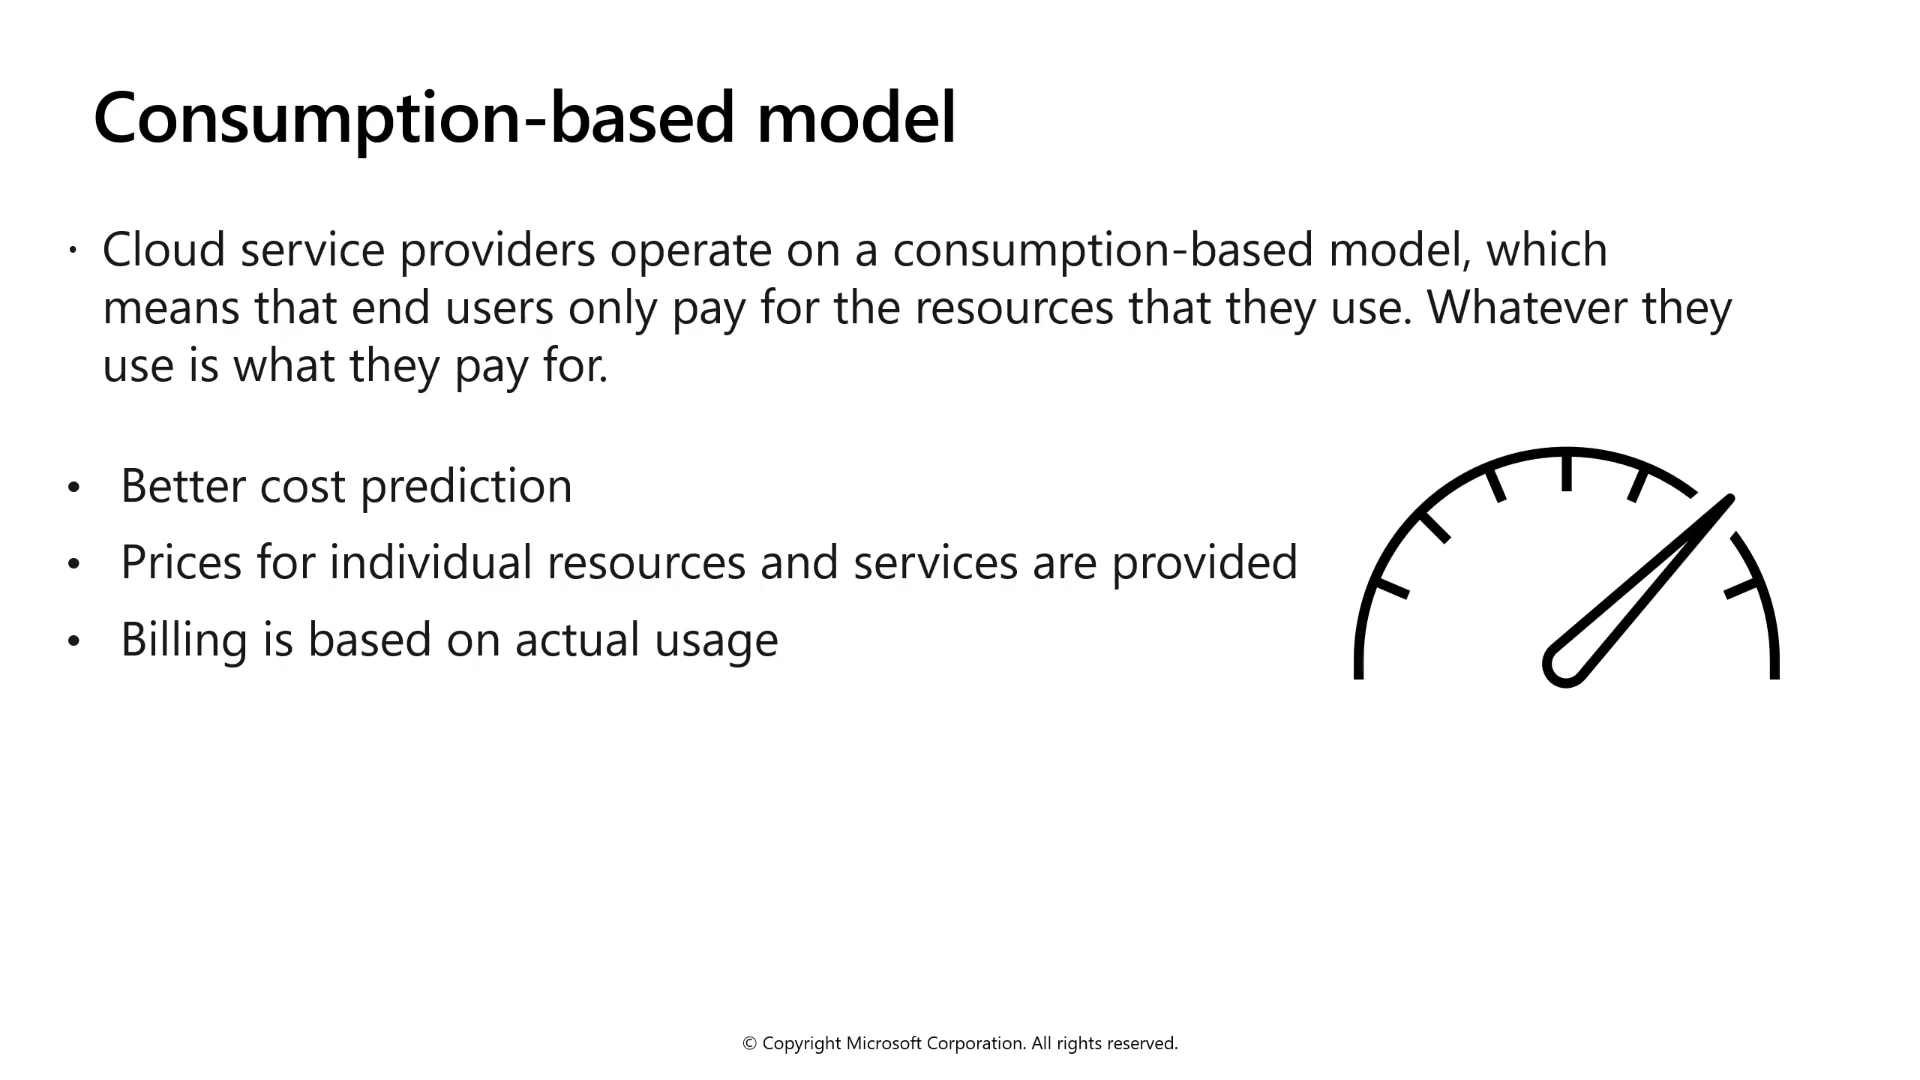 Consumption-based model
· Cloud service providers operate on a consumption-based model, which
means that end users only pay for the resources that they use. Whatever they
use is what they pay for.
• Better cost prediction
• Prices for individual resources and services are provided
• Billing is based on actual usage
© Copyright Microsoft Corporation. All rights reserved.